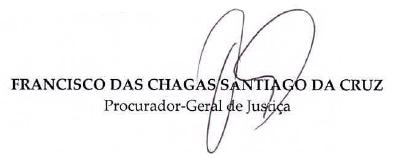 FRANCISCO DAS CHAGAS SANTIAGO DA CRUZ
Procurador-Geral de Justiça